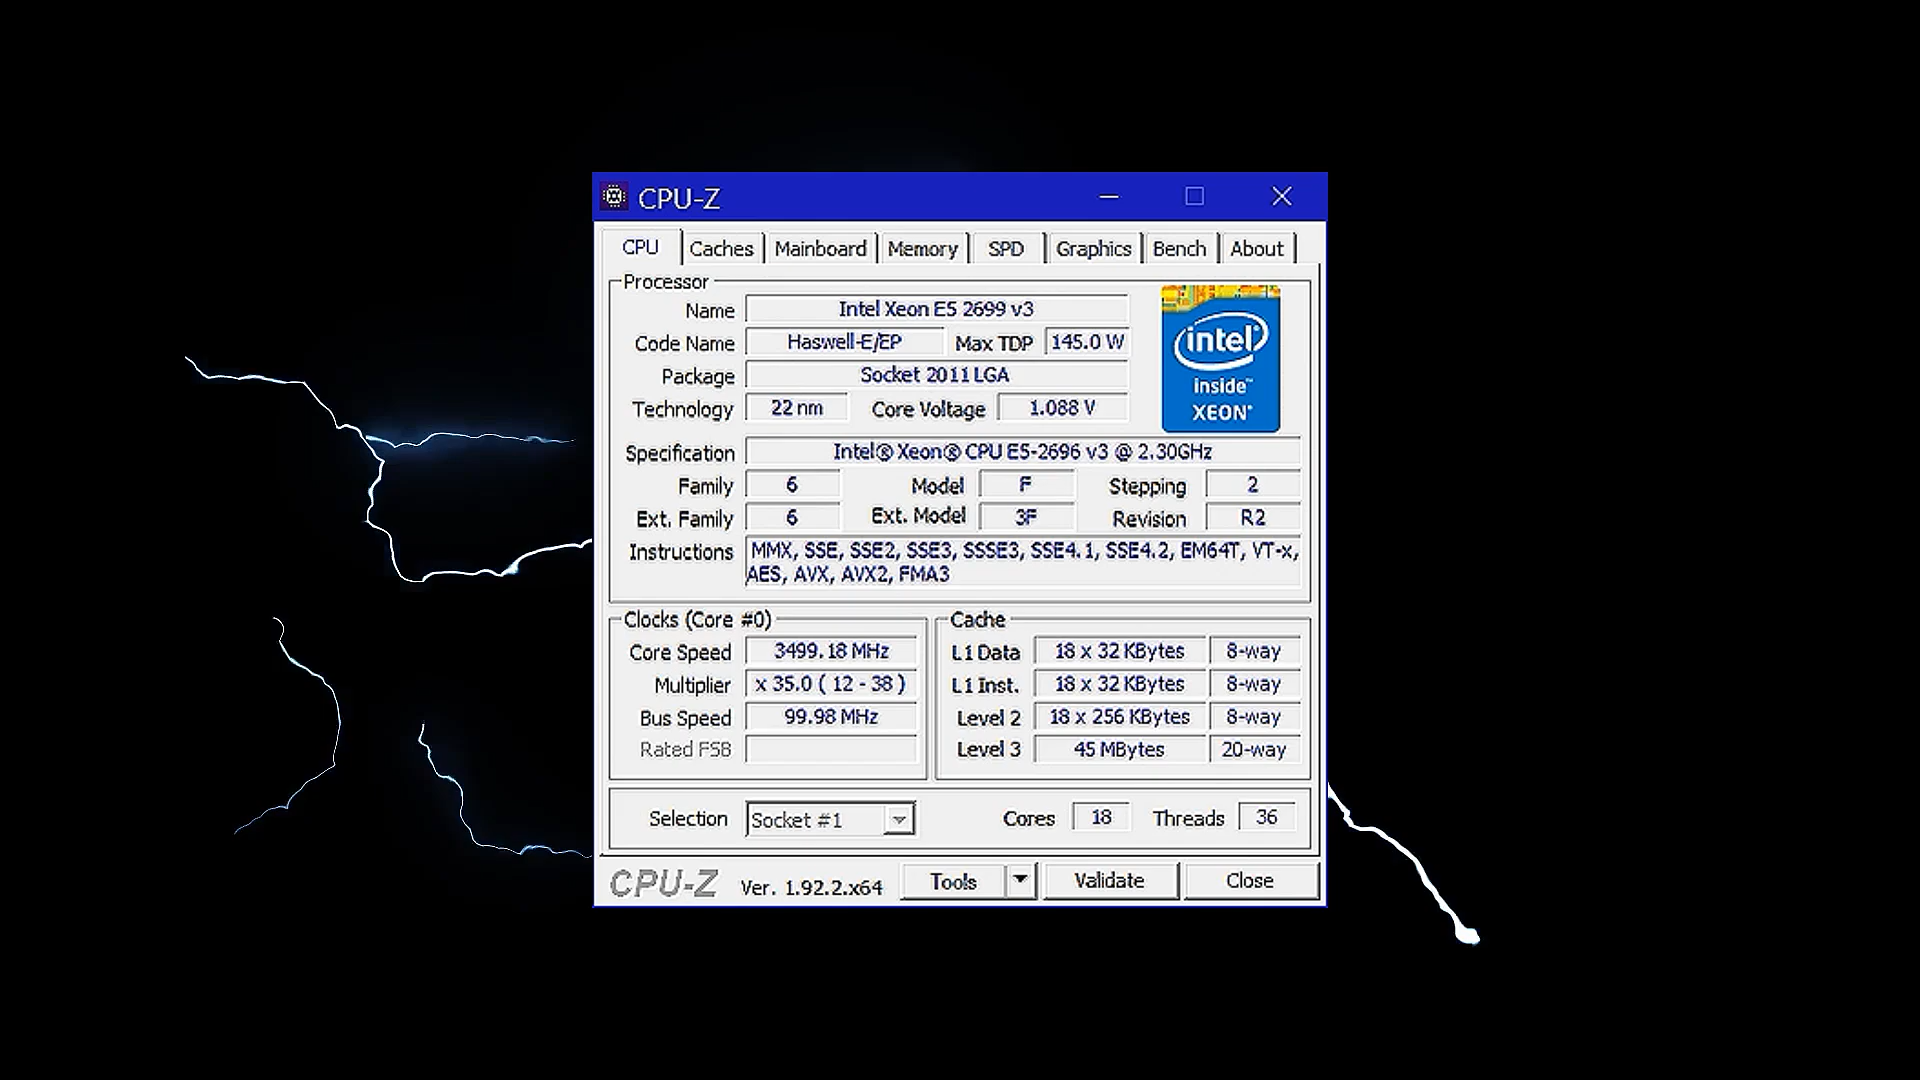 CPU-Z
CPU Caches Mainboard Memory SPD Graphics Bench About
Processor
Name Intel Xeon E5 2699 v3
Code Name Haswell-E/EP Max TDP 145.0 W
Package Socket 2011 LGA
Technology 22 nm Core Voltage 1.088 V
intel®
inside™
XEON®
Specification Intel® Xeon® CPU E5-2696 v3 @ 2.30GHz
Family 6 Model F Stepping 2
Ext. Family 6 Ext. Model 3F Revision R2
Instructions MMX, SSE, SSE2, SSE3, SSSE3, SSE4.1, SSE4.2, EM64T, VT-x,
AES, AVX, AVX2, FMA3
Clocks (Core #0)
Core Speed 3499.18 MHz
Multiplier x 35.0 ( 12 - 38 )
Bus Speed 99.98 MHz
Rated FSB
Cache
L1 Data 18 x 32 KBytes 8-way
L1 Inst. 18 x 32 KBytes 8-way
Level 2 18 x 256 KBytes 8-way
Level 3 45 MBytes 20-way
Selection Socket #1 Cores 18 Threads 36
CPU-Z Ver. 1.92.2.x64 Tools Validate Close